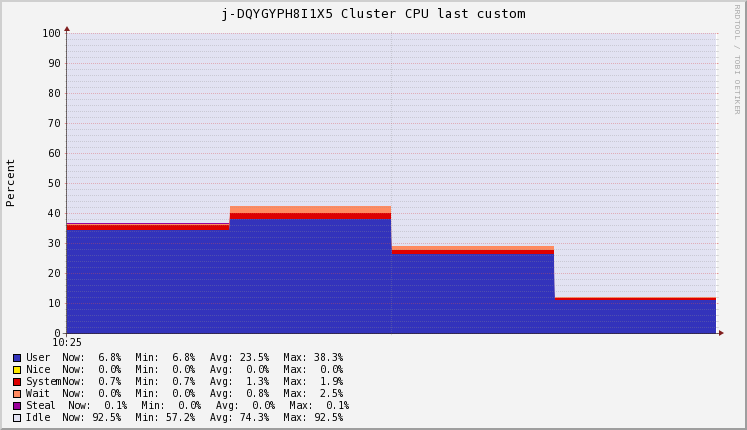 j-DQYGYPH8I1X5 Cluster CPU last custom
RRDTOOL / TOBI OETIKER
Percent
100
90
80
70
60
50
40
30
20
10
0
10:25
User Now: 6.8% Min: 6.8% Avg: 23.5% Max: 38.3%
Nice Now: 0.0% Min: 0.0% Avg: 0.0% Max: 0.0%
System Now: 0.7% Min: 0.7% Avg: 1.3% Max: 1.9%
Wait Now: 0.0% Min: 0.0% Avg: 0.8% Max: 2.5%
Steal Now: 0.1% Min: 0.0% Avg: 0.0% Max: 0.1%
Idle Now: 92.5% Min: 57.2% Avg: 74.3% Max: 92.5%